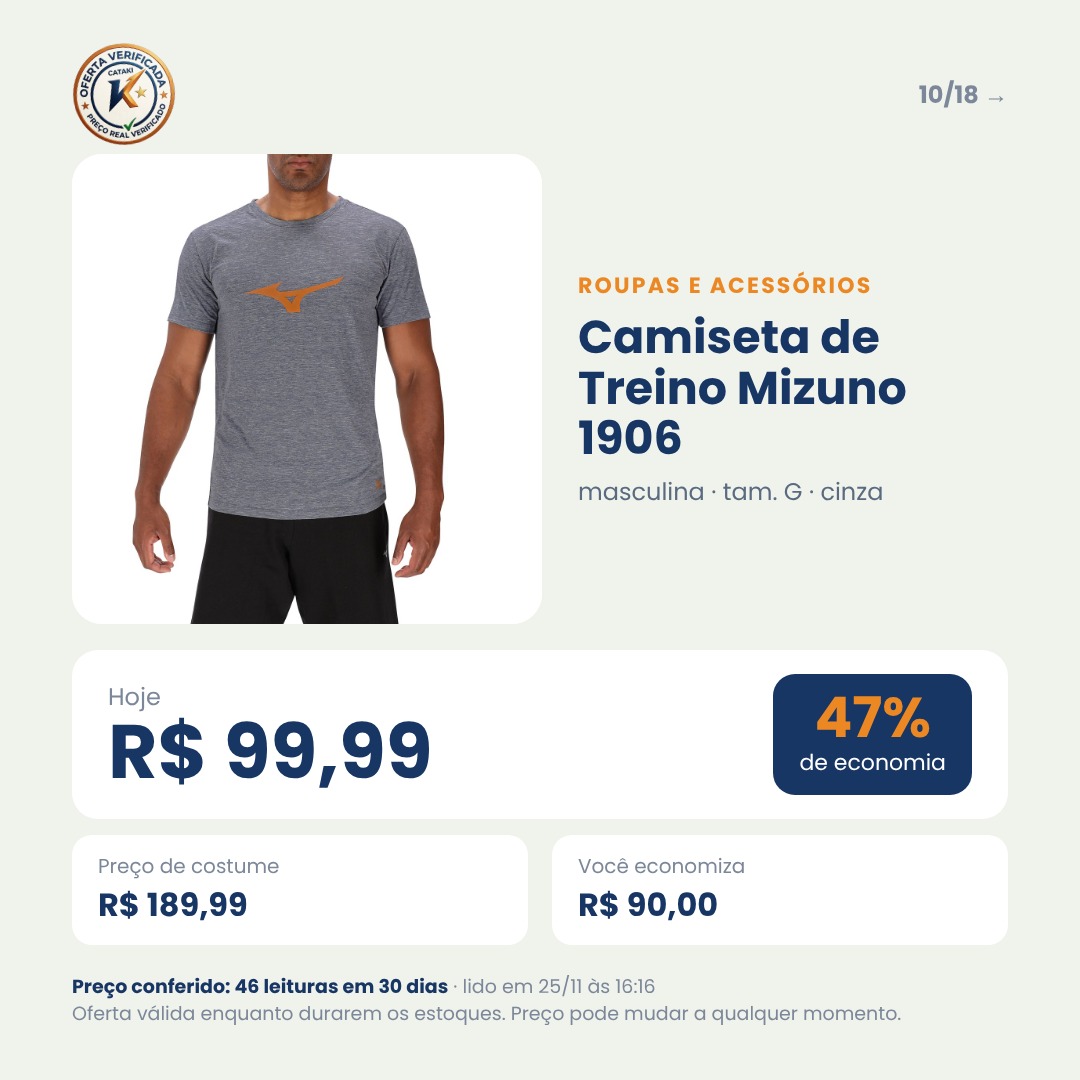 OFERTA VERIFICADA
CATAKI
K
PREÇO REAL VERIFICADO
10/18 →
ROUPAS E ACESSÓRIOS
Camiseta de
Treino Mizuno
1906
masculina · tam. G · cinza
Hoje
R$ 99,99
47%
de economia
Preço de costume
R$ 189,99
Você economiza
R$ 90,00
Preço conferido: 46 leituras em 30 dias · lido em 25/11 às 16:16
Oferta válida enquanto durarem os estoques. Preço pode mudar a qualquer momento.